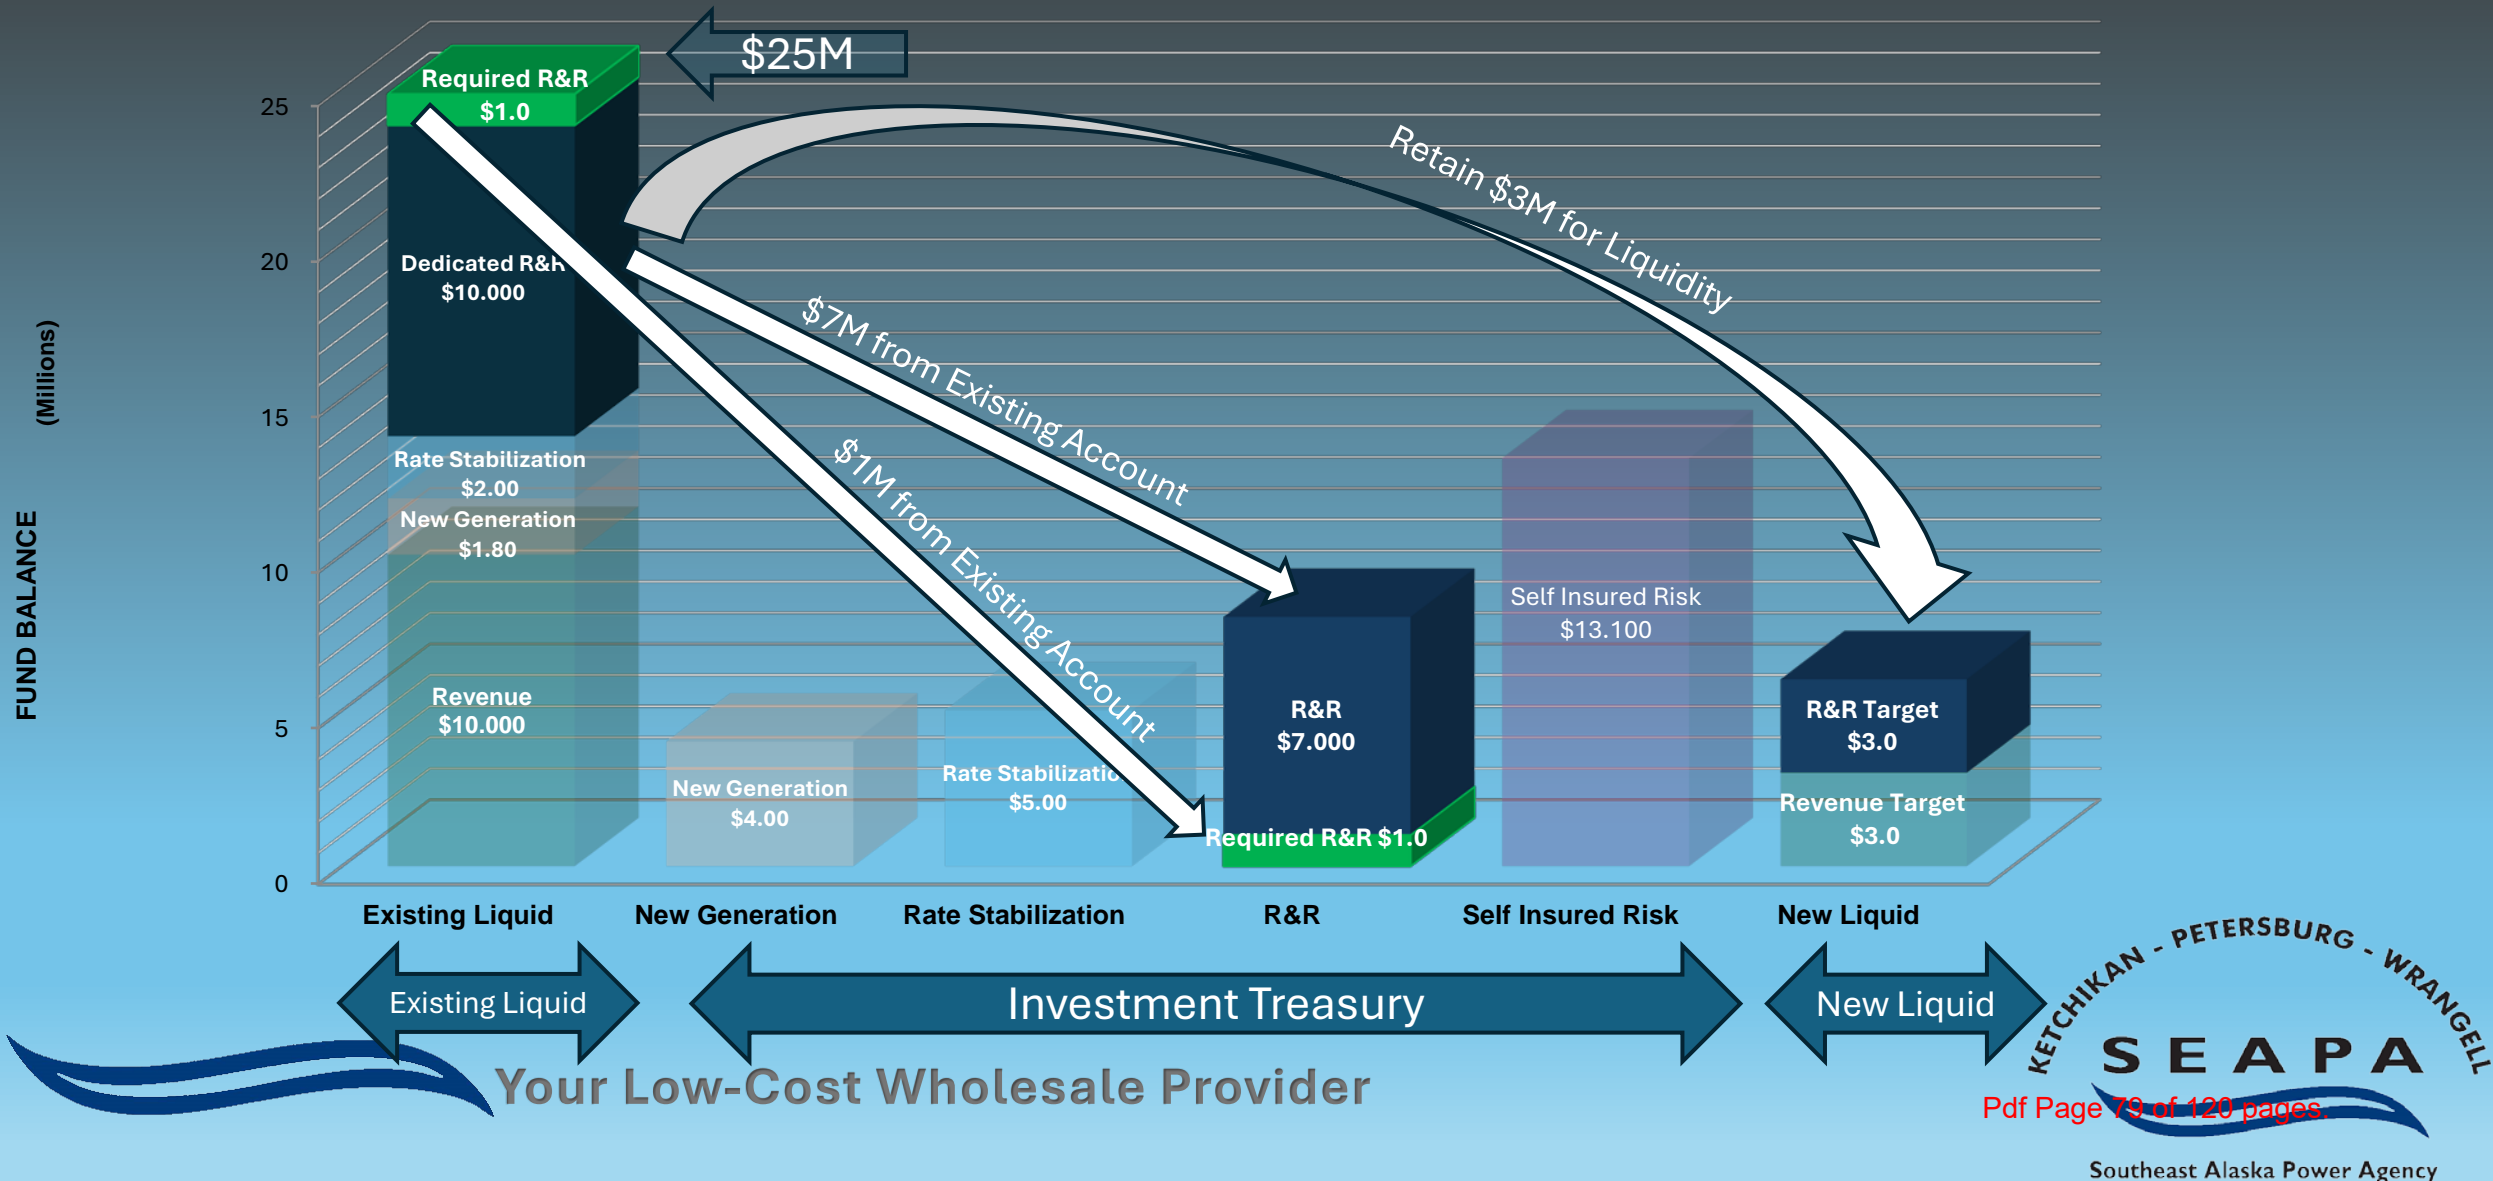 $25M
Required R&R
$1.0
Dedicated R&R
$10.000
Rate Stabilization
$2.00
New Generation
$1.80
Revenue
$10.000
25
20
15
10
5
0
FUND BALANCE
(Millions)
Retain $3M for Liquidity
$7M from Existing Account
$1M from Existing Account
New Generation
$4.00
Rate Stabilizatio
$5.00
R&R
$7.000
Required R&R $1.0
Self Insured Risk
$13.100
R&R Target
$3.0
Revenue Target
$3.0
Existing Liquid
New Generation
Rate Stabilization
R&R
Self Insured Risk
New Liquid
Existing Liquid
Investment Treasury
New Liquid
Your Low-Cost Wholesale Provider
KETCHIKAN - PETERSBURG - WRANGELL
SEAPA
Pdf Page 79 of 120 pages.
Southeast Alaska Power Agency